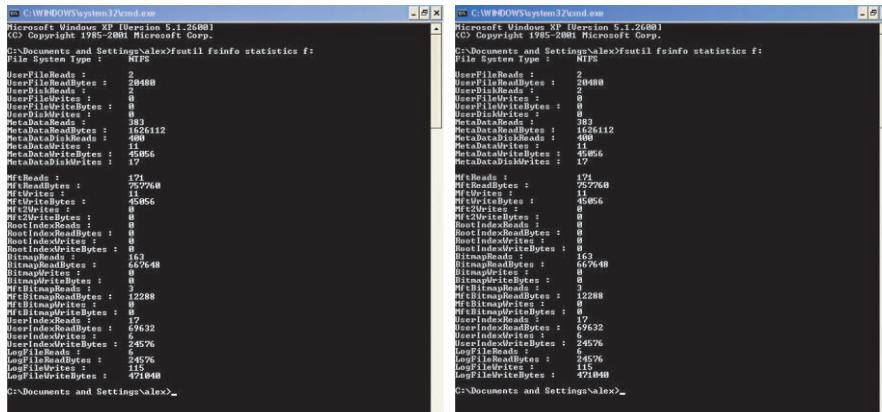 C:\WINDOWS\system32\cmd.exe
Microsoft Windows XP [Version 5.1.2600]
(C) Copyright 1985-2001 Microsoft Corp.
C:\Documents and Settings\alex>fsutil fsinfo statistics f:
File System Type : NTFS
UserFileReads : 2
UserFileReadBytes : 20480
UserDiskReads : 2
UserFileWrites : 0
UserFileWriteBytes : 0
UserDiskWrites : 0
MetaDataReads : 383
MetaDataReadBytes : 1626112
MetaDataDiskReads : 400
MetaDataWrites : 11
MetaDataWriteBytes : 45056
MetaDataDiskWrites : 17
MftReads : 171
MftReadBytes : 757760
MftWrites : 11
MftWriteBytes : 45056
Mft2Writes : 0
Mft2WriteBytes : 0
RootIndexReads : 0
RootIndexReadBytes : 0
RootIndexWrites : 0
RootIndexWriteBytes : 0
BitmapReads : 163
BitmapReadBytes : 667648
BitmapWrites : 0
BitmapWriteBytes : 0
MftBitmapReads : 3
MftBitmapReadBytes : 12288
MftBitmapWrites : 0
MftBitmapWriteBytes : 0
UserIndexReads : 17
UserIndexReadBytes : 69632
UserIndexWrites : 6
UserIndexWriteBytes : 24576
LogFileReads : 6
LogFileReadBytes : 24576
LogFileWrites : 115
LogFileWriteBytes : 471040
C:\Documents and Settings\alex>_
C:\WINDOWS\system32\cmd.exe
Microsoft Windows XP [Version 5.1.2600]
(C) Copyright 1985-2001 Microsoft Corp.
C:\Documents and Settings\alex>fsutil fsinfo statistics f:
File System Type : NTFS
UserFileReads : 2
UserFileReadBytes : 20480
UserDiskReads : 2
UserFileWrites : 0
UserFileWriteBytes : 0
UserDiskWrites : 0
MetaDataReads : 383
MetaDataReadBytes : 1626112
MetaDataDiskReads : 400
MetaDataWrites : 11
MetaDataWriteBytes : 45056
MetaDataDiskWrites : 17
MftReads : 171
MftReadBytes : 757760
MftWrites : 11
MftWriteBytes : 45056
Mft2Writes : 0
Mft2WriteBytes : 0
RootIndexReads : 0
RootIndexReadBytes : 0
RootIndexWrites : 0
RootIndexWriteBytes : 0
BitmapReads : 163
BitmapReadBytes : 667648
BitmapWrites : 0
BitmapWriteBytes : 0
MftBitmapReads : 3
MftBitmapReadBytes : 12288
MftBitmapWrites : 0
MftBitmapWriteBytes : 0
UserIndexReads : 17
UserIndexReadBytes : 69632
UserIndexWrites : 6
UserIndexWriteBytes : 24576
LogFileReads : 6
LogFileReadBytes : 24576
LogFileWrites : 115
LogFileWriteBytes : 471040
C:\Documents and Settings\alex>_